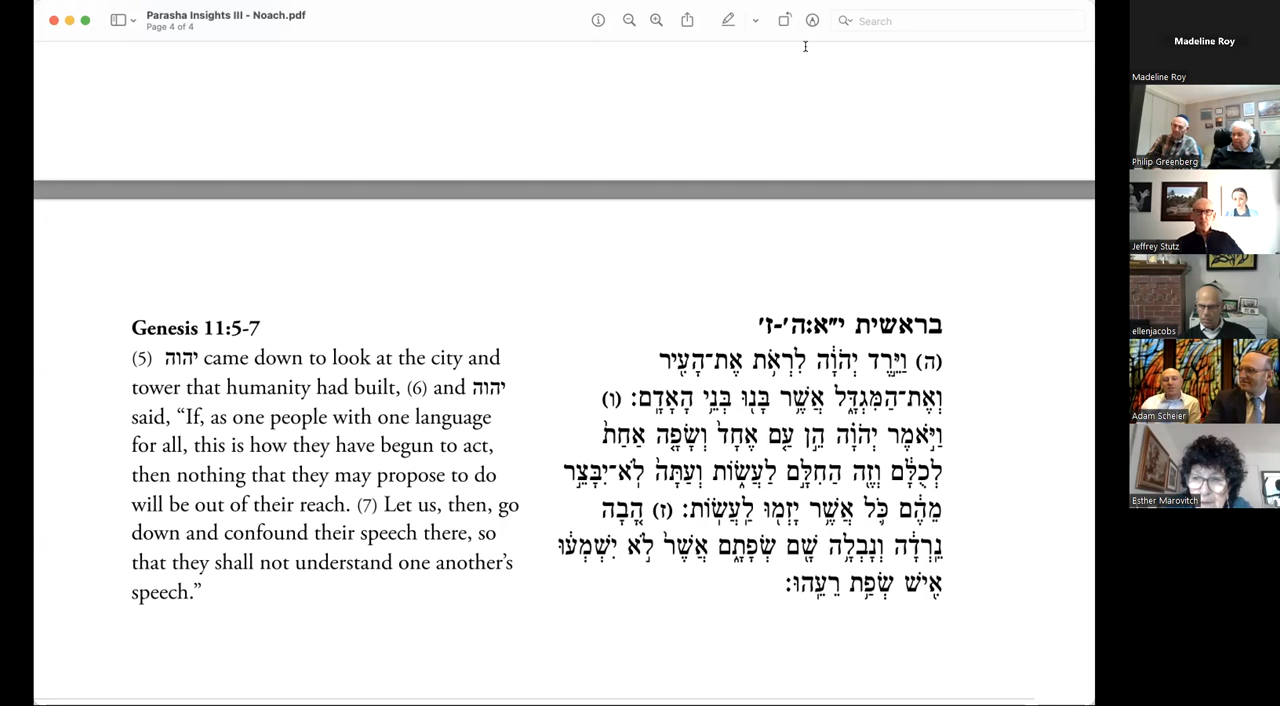 Parasha Insights III - Noach.pdf
Page 4 of 4
Search
Genesis 11:5-7
(5) יהוה came down to look at the city and
tower that humanity had built, (6) and יהוה
said, “If, as one people with one language
for all, this is how they have begun to act,
then nothing that they may propose to do
will be out of their reach. (7) Let us, then, go
down and confound their speech there, so
that they shall not understand one another’s
speech.”
בראשית י״א:ה׳-ז׳
(ה) וַיֵּ֣רֶד יְהֹוָ֔ה לִרְאֹ֥ת אֶת־הָעִ֖יר
וְאֶת־הַמִּגְדָּ֑ל אֲשֶׁ֥ר בָּנ֖וּ בְּנֵ֥י הָאָדָֽם׃ (ו)
וַיֹּ֣אמֶר יְהֹוָ֗ה הֵ֣ן עַ֤ם אֶחָד֙ וְשָׂפָ֤ה אַחַת֙
לְכֻלָּ֔ם וְזֶ֖ה הַחִלָּ֣ם לַעֲשׂ֑וֹת וְעַתָּה֙ לֹֽא־יִבָּצֵ֣ר
מֵהֶ֔ם כֹּ֛ל אֲשֶׁ֥ר יָזְמ֖וּ לַֽעֲשֽׂוֹת׃ (ז) הָ֚בָה
נֵֽרְדָ֔ה וְנָבְלָ֥ה שָׁ֖ם שְׂפָתָ֑ם אֲשֶׁר֙ לֹ֣א יִשְׁמְע֔וּ
אִ֖ישׁ שְׂפַ֥ת רֵעֵֽהוּ׃
Madeline Roy
Madeline Roy
Philip Greenberg
Jeffrey Stutz
ellenjacobs
Adam Scheier
Esther Marovitch